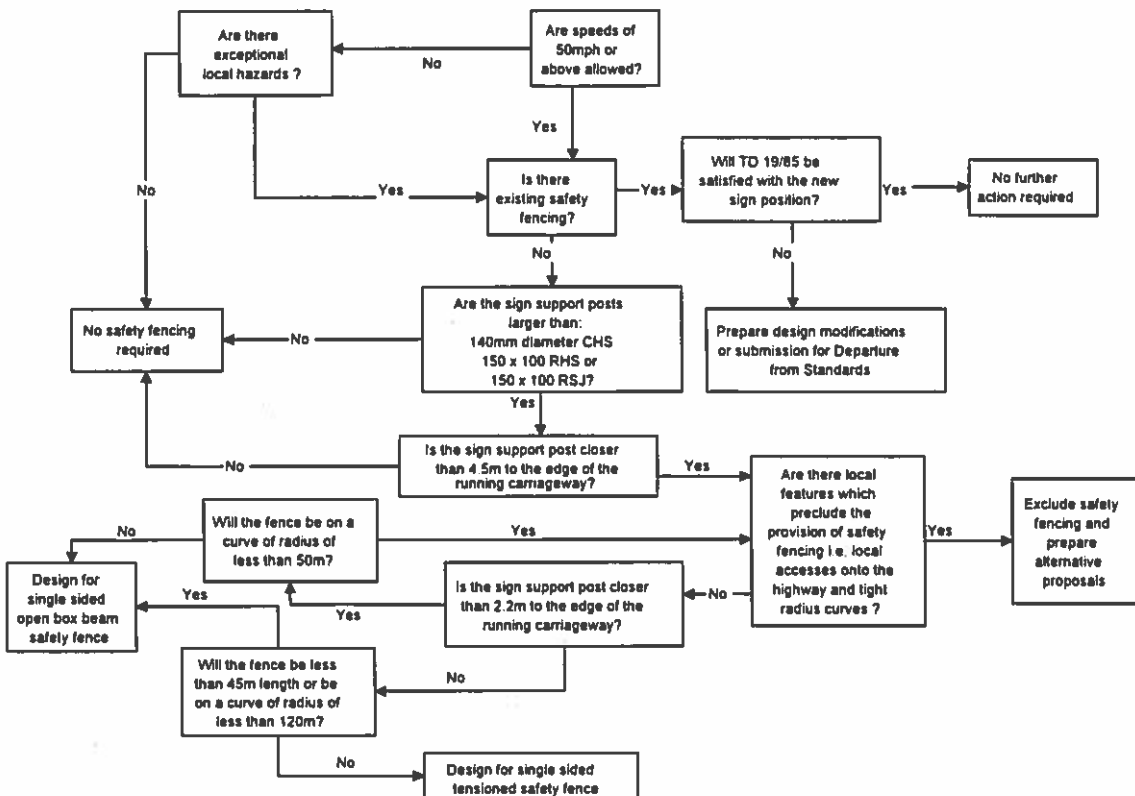 Are there
exceptional
local hazards ?
No
Are speeds of
50mph or
above allowed?
Yes
No
Yes
Is there
existing safety
fencing?
Yes
Will TD 19/85 be
satisfied with the new
sign position?
Yes
No further
action required
No
No
No safety fencing
required
No
Are the sign support posts
larger than:
140mm diameter CHS
150 x 100 RHS or
150 x 100 RSJ?
Prepare design modifications
or submission for Departure
from Standards
Yes
No
Is the sign support post closer
than 4.5m to the edge of the
running carriageway?
Yes
Are there local
features which
preclude the
provision of safety
fencing i.e. local
accesses onto the
highway and tight
radius curves ?
Yes
Exclude safety
fencing and
prepare
alternative
proposals
No
Will the fence be on a
curve of radius of
less than 50m?
Yes
Design for
single sided
open box beam
safety fence
Yes
Yes
Is the sign support post closer
than 2.2m to the edge of the
running carriageway?
No
Will the fence be less
than 45m length or be
on a curve of radius of
less than 120m?
No
No
Design for single sided
tensioned safety fence